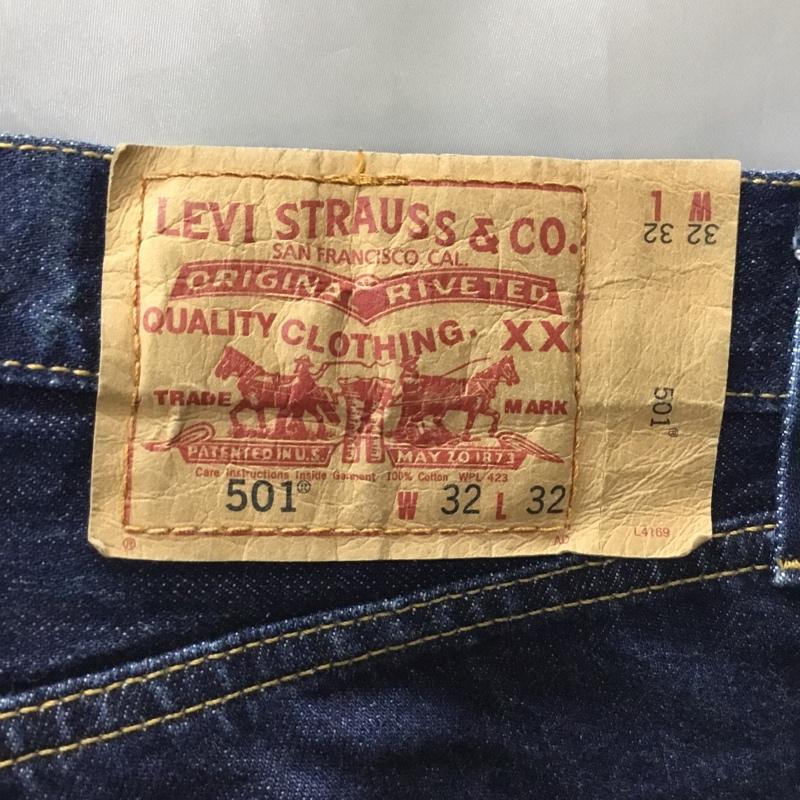 LEVI STRAUSS & CO.
SAN FRANCISCO, CAL.
ORIGINAL RIVETED
QUALITY CLOTHING. XX
TRADE MARK
PATENTED IN U.S. MAY 20 1873
Care Instructions Inside Garment 100% Cotton WPL 423
501® W 32 L 32
®
L W
32 32
501®
L4169